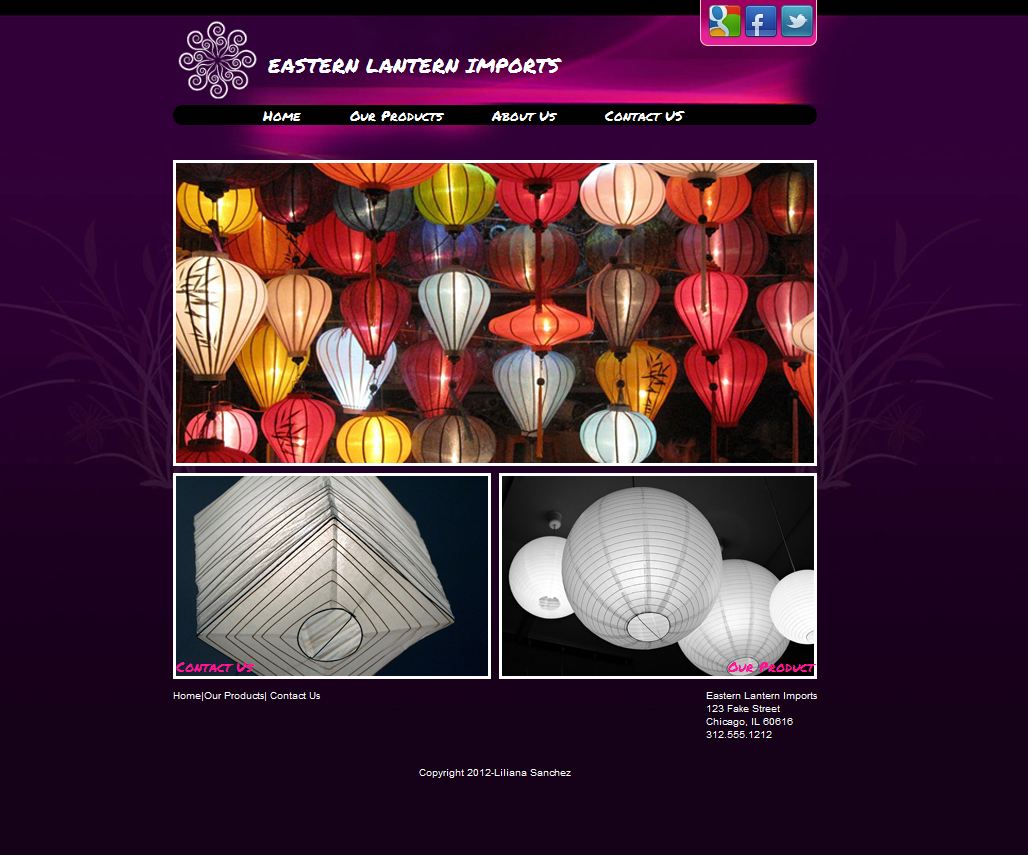 EASTERN LANTERN IMPORTS
Home Our Products About Us Contact US
Contact Us
Our Product
Home|Our Products| Contact Us
Eastern Lantern Imports
123 Fake Street
Chicago, IL 60616
312.555.1212
Copyright 2012-Liliana Sanchez